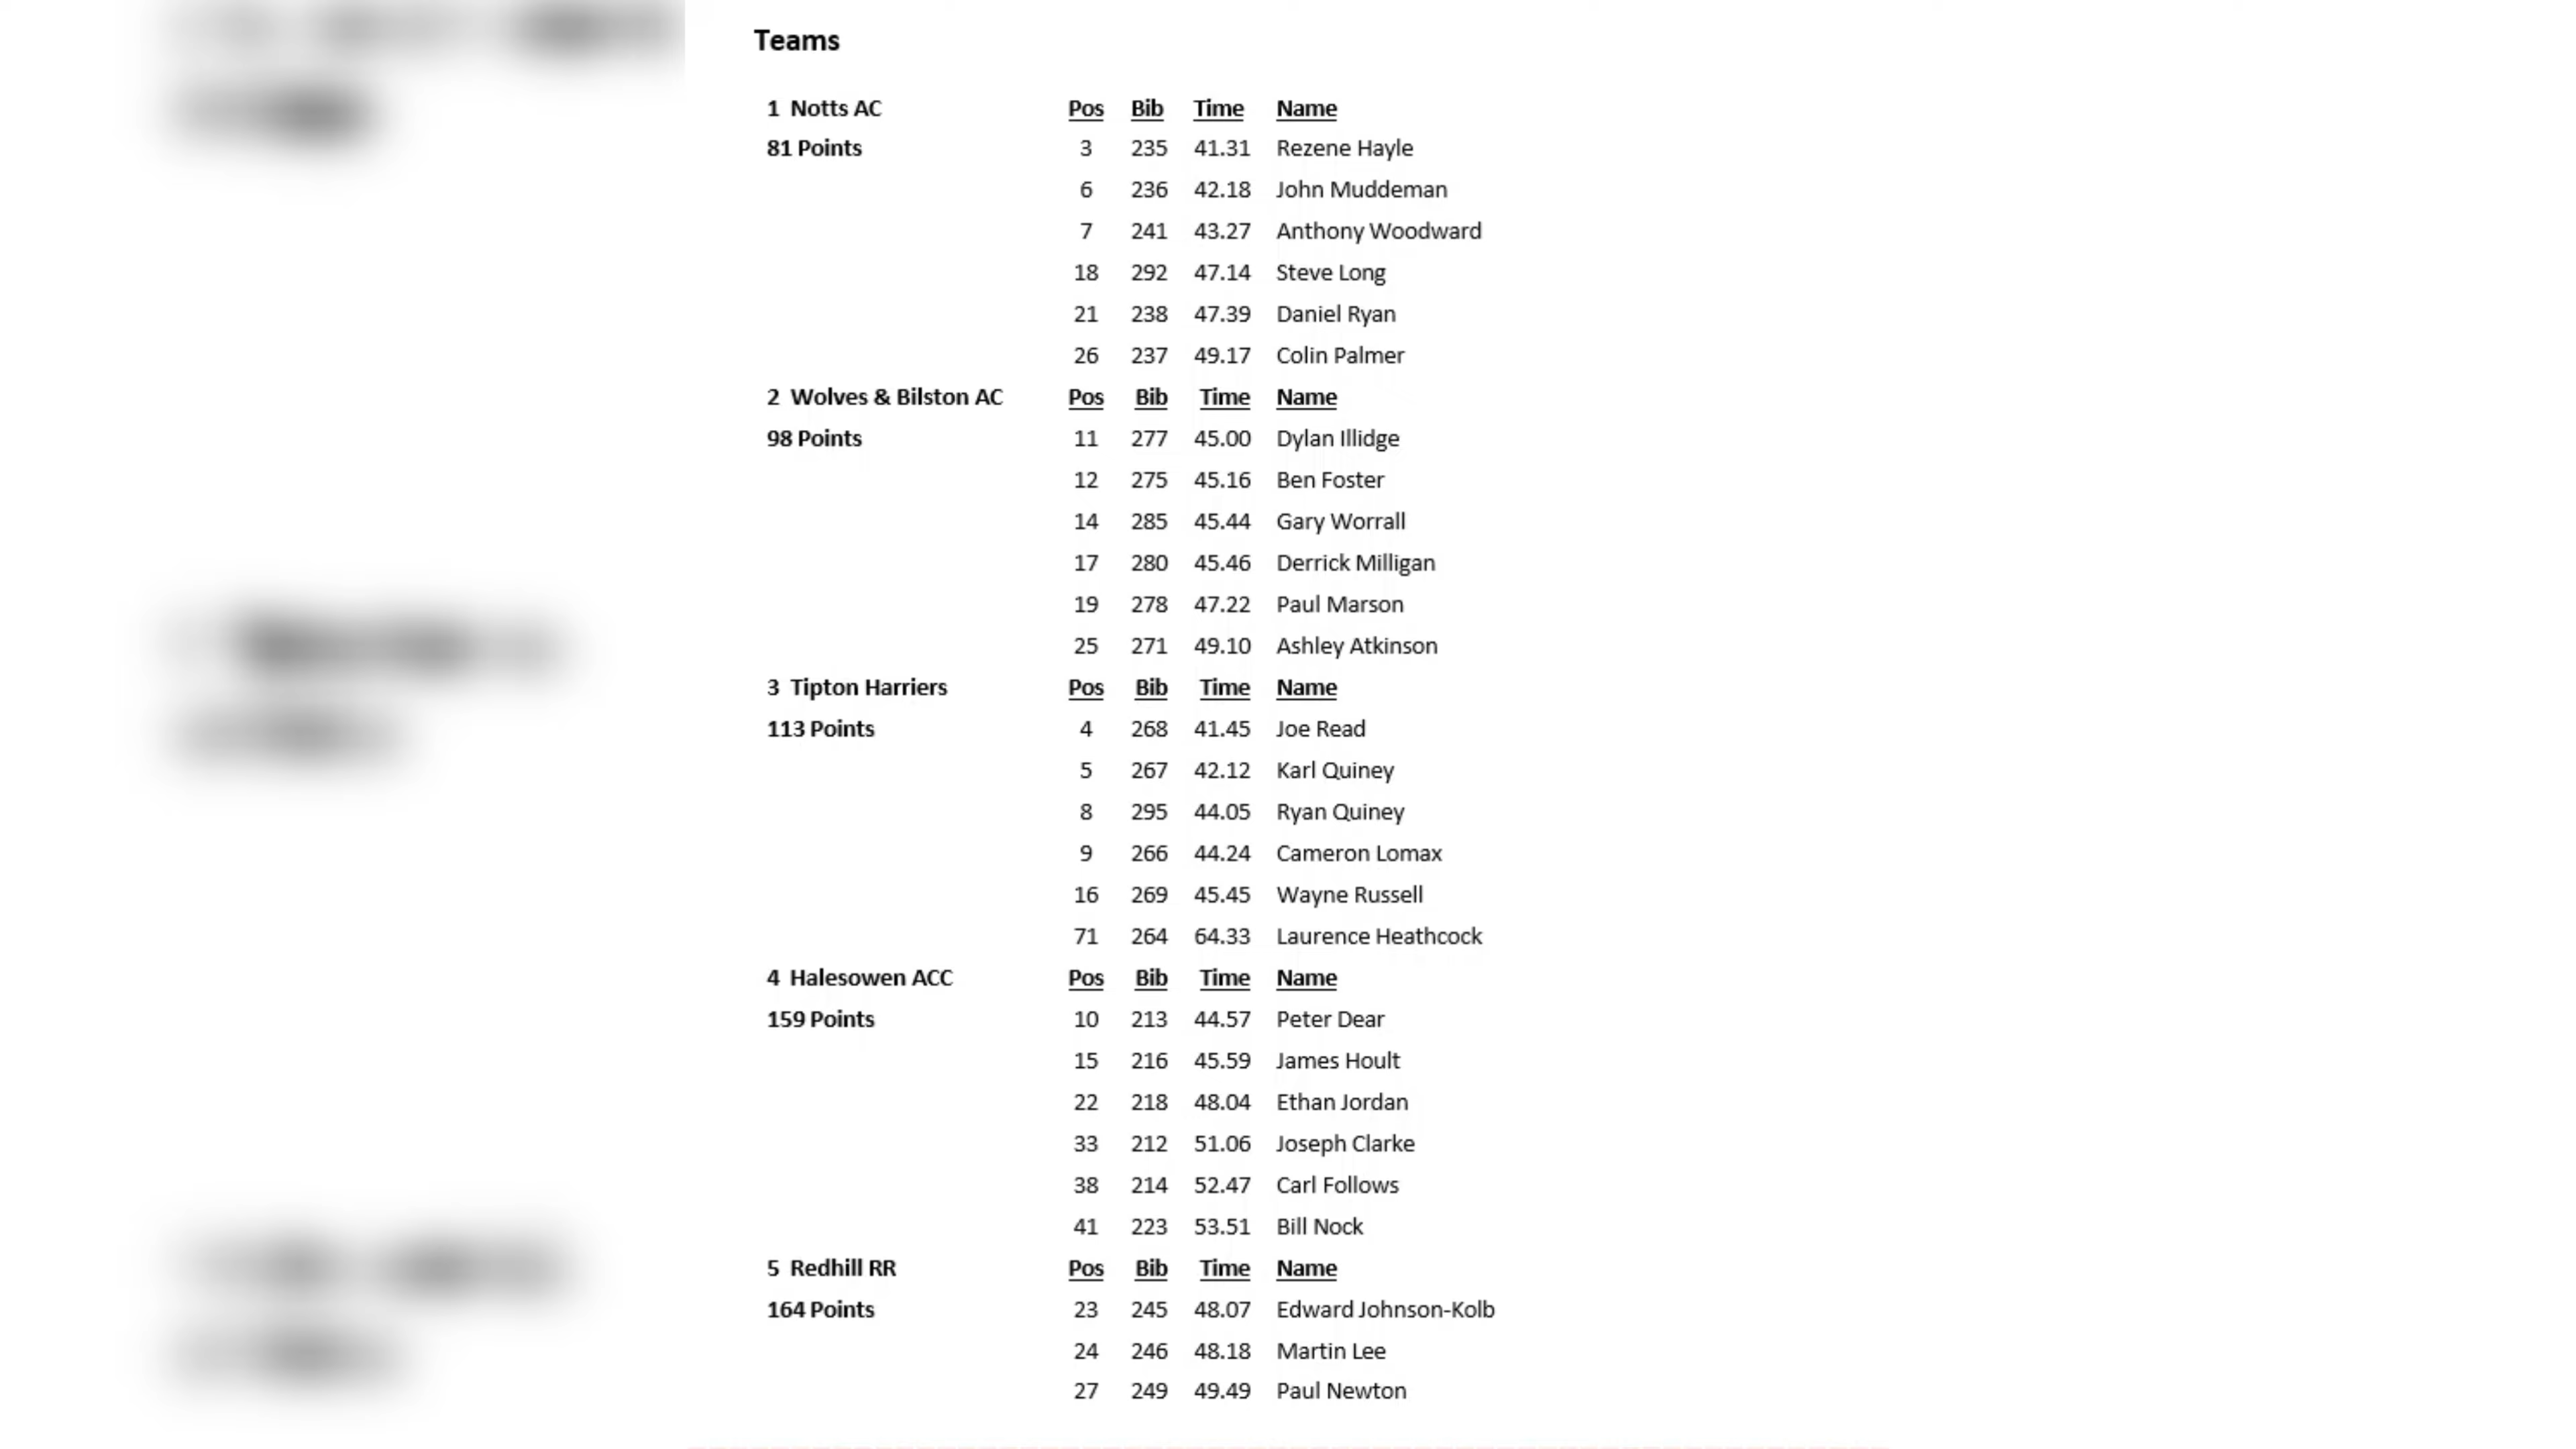 Teams
1 Notts AC Pos Bib Time Name
81 Points 3 235 41.31 Rezene Hayle
6 236 42.18 John Muddeman
7 241 43.27 Anthony Woodward
18 292 47.14 Steve Long
21 238 47.39 Daniel Ryan
26 237 49.17 Colin Palmer
2 Wolves & Bilston AC Pos Bib Time Name
98 Points 11 277 45.00 Dylan Illidge
12 275 45.16 Ben Foster
14 285 45.44 Gary Worrall
17 280 45.46 Derrick Milligan
19 278 47.22 Paul Marson
25 271 49.10 Ashley Atkinson
3 Tipton Harriers Pos Bib Time Name
113 Points 4 268 41.45 Joe Read
5 267 42.12 Karl Quiney
8 295 44.05 Ryan Quiney
9 266 44.24 Cameron Lomax
16 269 45.45 Wayne Russell
71 264 64.33 Laurence Heathcock
4 Halesowen ACC Pos Bib Time Name
159 Points 10 213 44.57 Peter Dear
15 216 45.59 James Hoult
22 218 48.04 Ethan Jordan
33 212 51.06 Joseph Clarke
38 214 52.47 Carl Follows
41 223 53.51 Bill Nock
5 Redhill RR Pos Bib Time Name
164 Points 23 245 48.07 Edward Johnson-Kolb
24 246 48.18 Martin Lee
27 249 49.49 Paul Newton